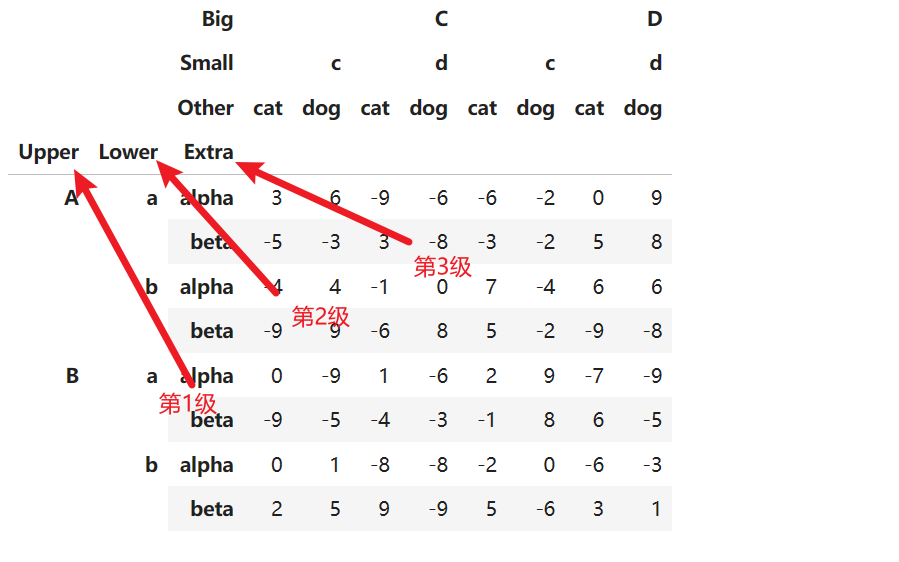 Big C D
Small c d c d
Other cat dog cat dog cat dog cat dog
Upper Lower Extra
A a alpha 3 6 -9 -6 -6 -2 0 9
beta -5 -3 3 -8 -3 -2 5 8
第3级
b alpha -4 4 -1 0 7 -4 6 6
第2级
beta -9 9 -6 8 5 -2 -9 -8
B a alpha 0 -9 1 -6 2 9 -7 -9
第1级
beta -9 -5 -4 -3 -1 8 6 -5
b alpha 0 1 -8 -8 -2 0 -6 -3
beta 2 5 9 -9 5 -6 3 1